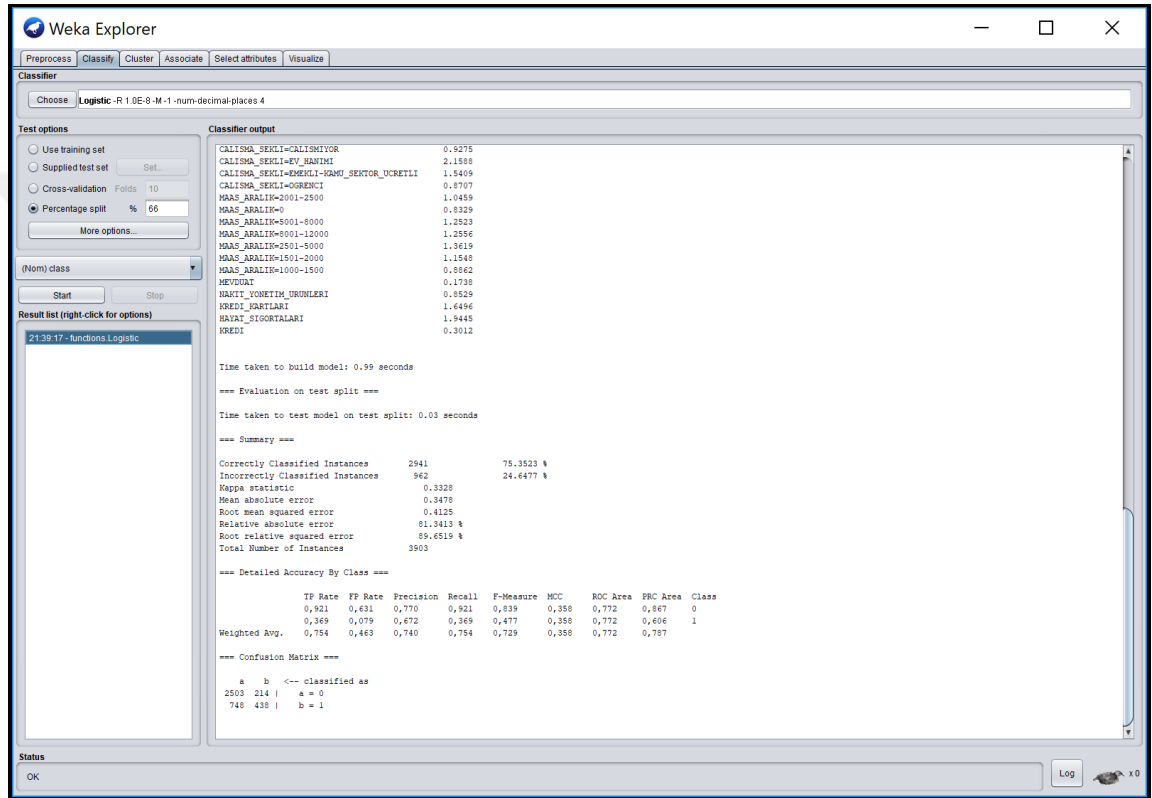 Weka Explorer
Preprocess Classify Cluster Associate Select attributes Visualize
Classifier
Choose Logistic -R 1.0E-8 -M -1 -num-decimal-places 4
Test options
Use training set
Supplied test set Set...
Cross-validation Folds 10
Percentage split % 66
More options...
(Nom) class
Start Stop
Result list (right-click for options)
21:39:17 - functions.Logistic
Classifier output
CALISMA_SEKLI=CALISMIYOR 0.9275
CALISMA_SEKLI=EV_HANIMI 2.1588
CALISMA_SEKLI=EMEKLI-KAMU_SEKTOR_UCRETLI 1.5409
CALISMA_SEKLI=OGRENCI 0.8707
MAAS_ARALIK=2001-2500 1.0459
MAAS_ARALIK=0 0.8329
MAAS_ARALIK=5001-8000 1.2523
MAAS_ARALIK=8001-12000 1.2556
MAAS_ARALIK=2501-5000 1.3619
MAAS_ARALIK=1501-2000 1.1548
MAAS_ARALIK=1000-1500 0.8862
MEVDUAT 0.1738
NAKIT_YONETIM_URUNLERI 0.8529
KREDI_KARTLARI 1.6496
HAYAT_SIGORTALARI 1.9445
KREDI 0.3012
Time taken to build model: 0.99 seconds
=== Evaluation on test split ===
Time taken to test model on test split: 0.03 seconds
=== Summary ===
Correctly Classified Instances 2941 75.3523 %
Incorrectly Classified Instances 962 24.6477 %
Kappa statistic 0.3328
Mean absolute error 0.3478
Root mean squared error 0.4125
Relative absolute error 81.3413 %
Root relative squared error 89.6519 %
Total Number of Instances 3903
=== Detailed Accuracy By Class ===
TP Rate FP Rate Precision Recall F-Measure MCC ROC Area PRC Area Class
0,921 0,631 0,770 0,921 0,839 0,358 0,772 0,867 0
0,369 0,079 0,672 0,369 0,477 0,358 0,772 0,606 1
Weighted Avg. 0,754 0,463 0,740 0,754 0,729 0,358 0,772 0,787
=== Confusion Matrix ===
a b <-- classified as
2503 214 | a = 0
748 438 | b = 1
Status
OK
Log x 0